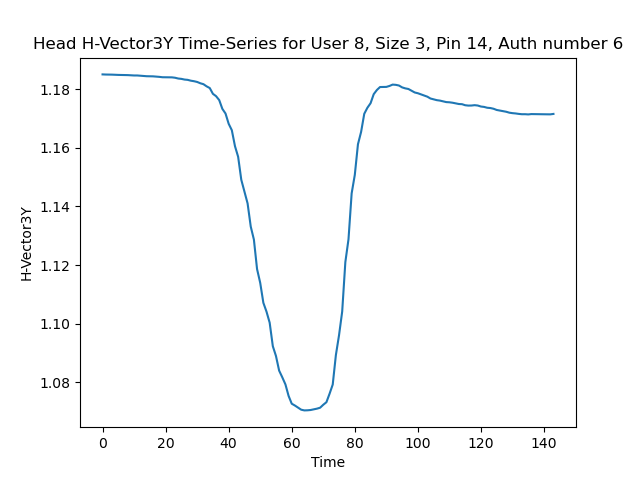 Head H-Vector3Y Time-Series for User 8, Size 3, Pin 14, Auth number 6
1.18
1.16
1.14
1.12
1.10
1.08
H-Vector3Y
0 20 40 60 80 100 120 140
Time